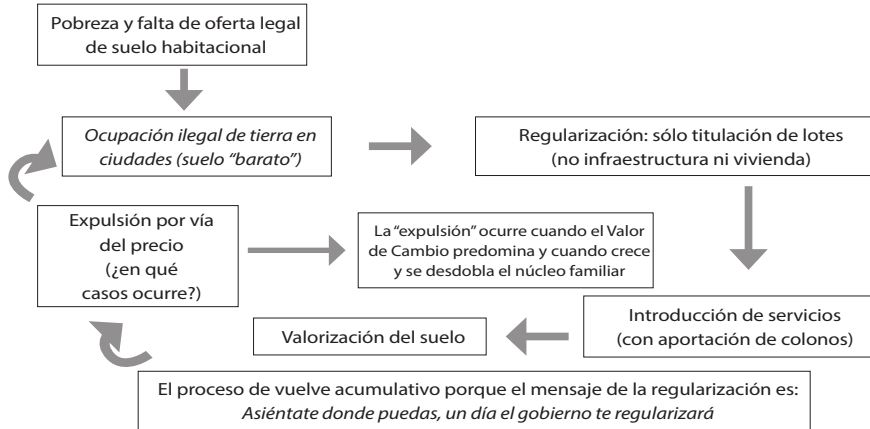 Pobreza y falta de oferta legal
de suelo habitacional
Ocupación ilegal de tierra en
ciudades (suelo “barato”)
Regularización: sólo titulación de lotes
(no infraestructura ni vivienda)
Expulsión por vía
del precio
(¿en qué
casos ocurre?)
La “expulsión” ocurre cuando el Valor
de Cambio predomina y cuando crece
y se desdobla el núcleo familiar
Introducción de servicios
(con aportación de colonos)
Valorización del suelo
El proceso de vuelve acumulativo porque el mensaje de la regularización es:
Asiéntate donde puedas, un día el gobierno te regularizará